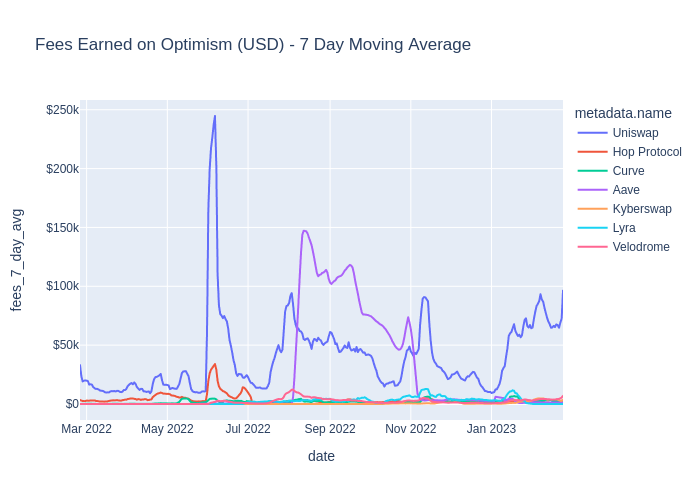 Fees Earned on Optimism (USD) - 7 Day Moving Average
metadata.name
Uniswap
Hop Protocol
Curve
Aave
Kyberswap
Lyra
Velodrome
fees_7_day_avg
$250k
$200k
$150k
$100k
$50k
$0
Mar 2022 May 2022 Jul 2022 Sep 2022 Nov 2022 Jan 2023
date